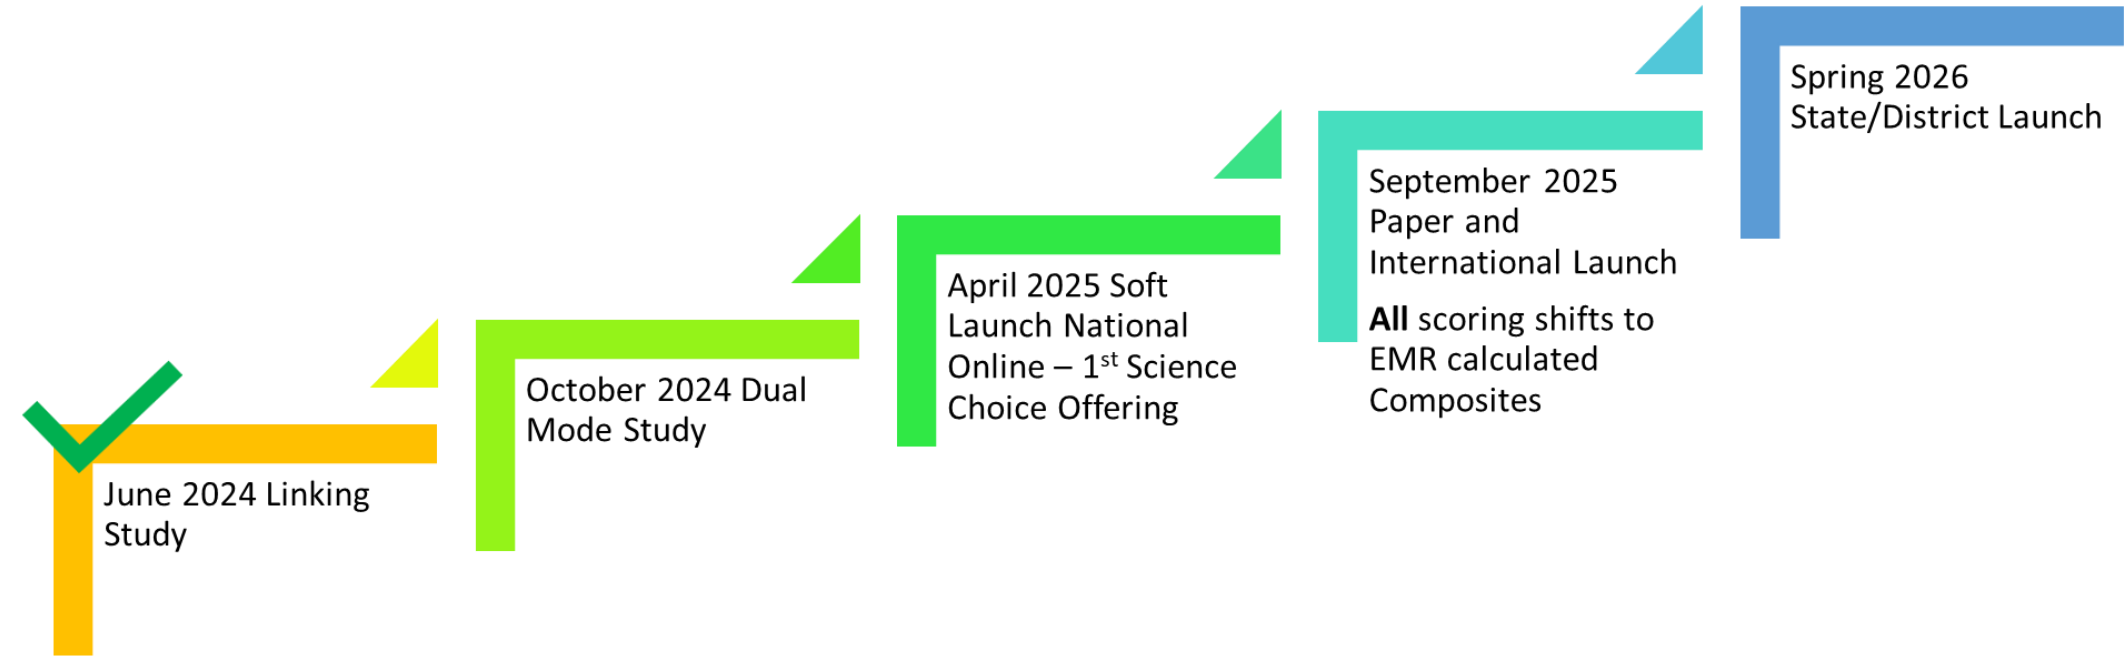 June 2024 Linking
Study
October 2024 Dual
Mode Study
April 2025 Soft
Launch National
Online – 1st Science
Choice Offering
September 2025
Paper and
International Launch
All scoring shifts to
EMR calculated
Composites
Spring 2026
State/District Launch